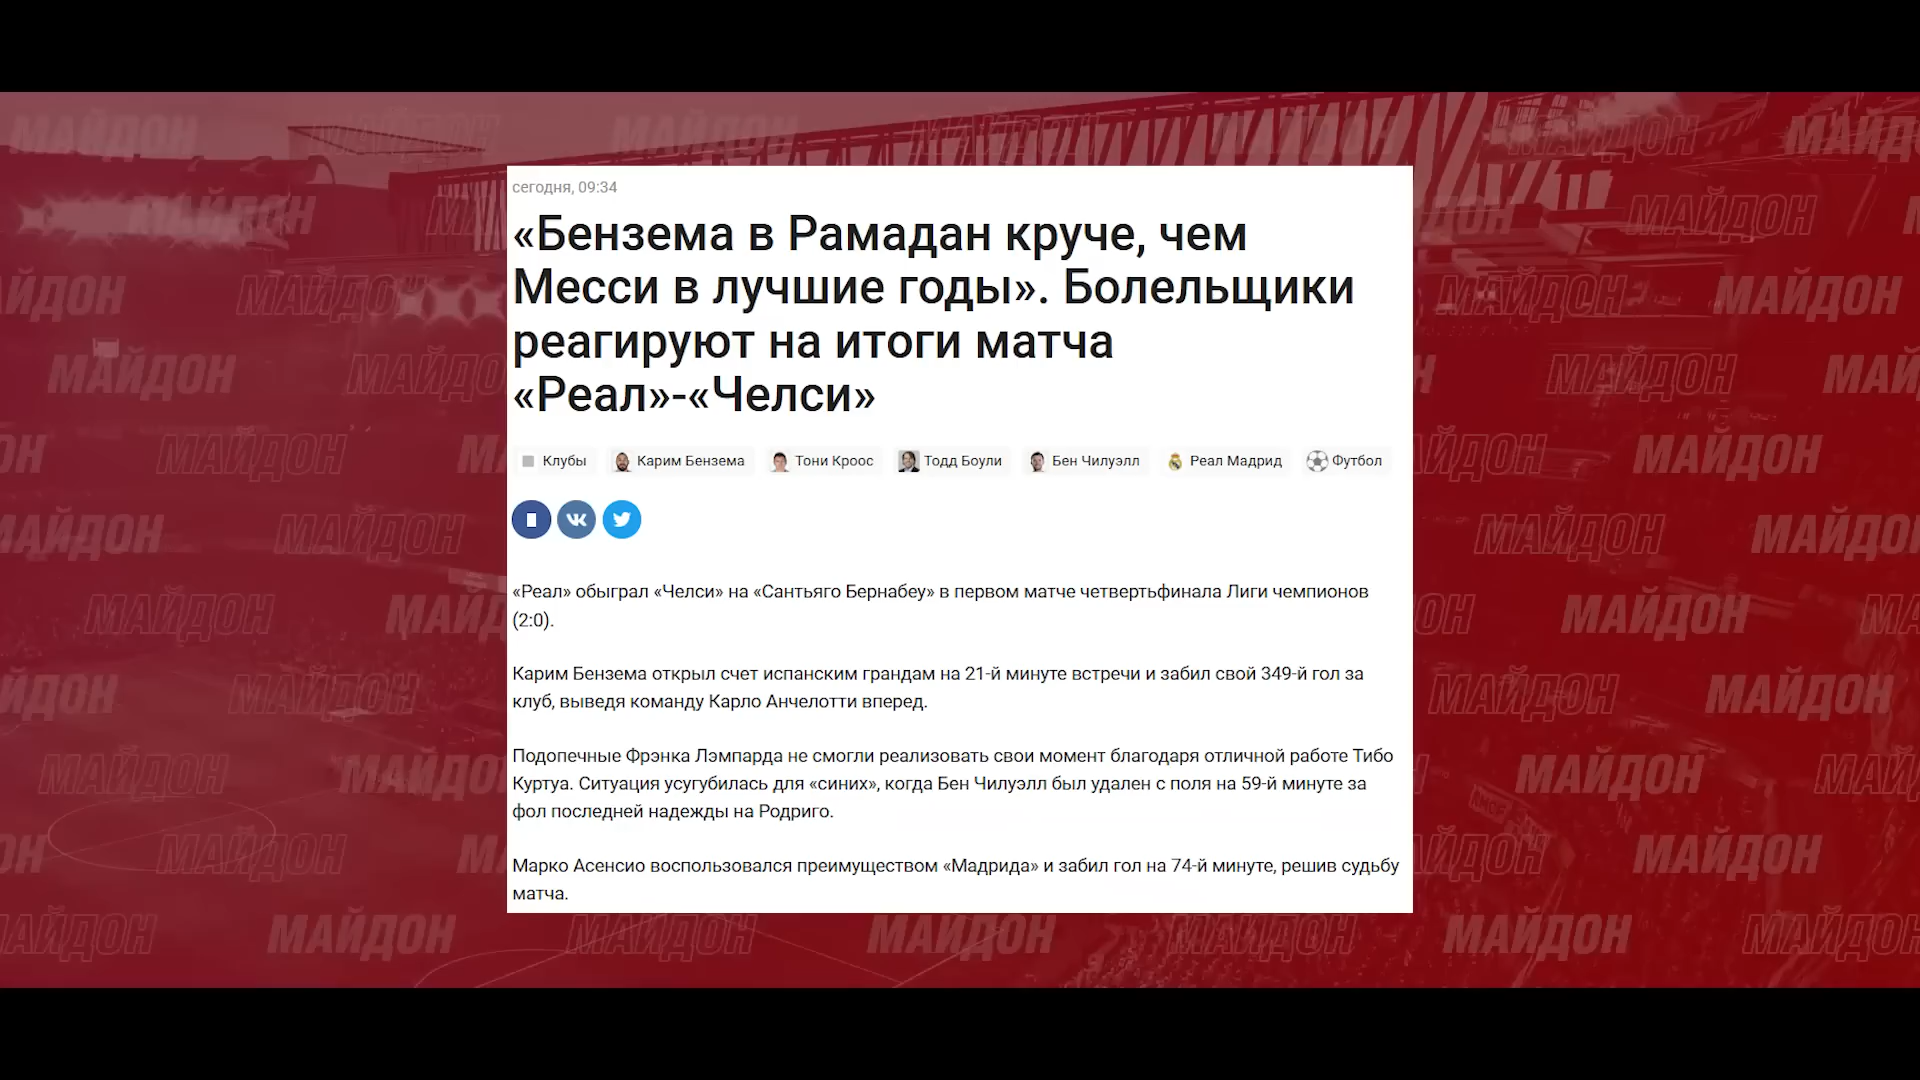 сегодня, 09:34
«Бензема в Рамадан круче, чем
Месси в лучшие годы». Болельщики
реагируют на итоги матча
«Реал»-«Челси»
Клубы Карим Бензема Тони Кроос Тодд Боули Бен Чилуэлл Реал Мадрид Футбол
«Реал» обыграл «Челси» на «Сантьяго Бернабеу» в первом матче четвертьфинала Лиги чемпионов
(2:0).
Карим Бензема открыл счет испанским грандам на 21-й минуте встречи и забил свой 349-й гол за
клуб, выведя команду Карло Анчелотти вперед.
Подопечные Фрэнка Лэмпарда не смогли реализовать свои момент благодаря отличной работе Тибо
Куртуа. Ситуация усугубилась для «синих», когда Бен Чилуэлл был удален с поля на 59-й минуте за
фол последней надежды на Родриго.
Марко Асенсио воспользовался преимуществом «Мадрида» и забил гол на 74-й минуте, решив судьбу
матча.
МАЙДОН